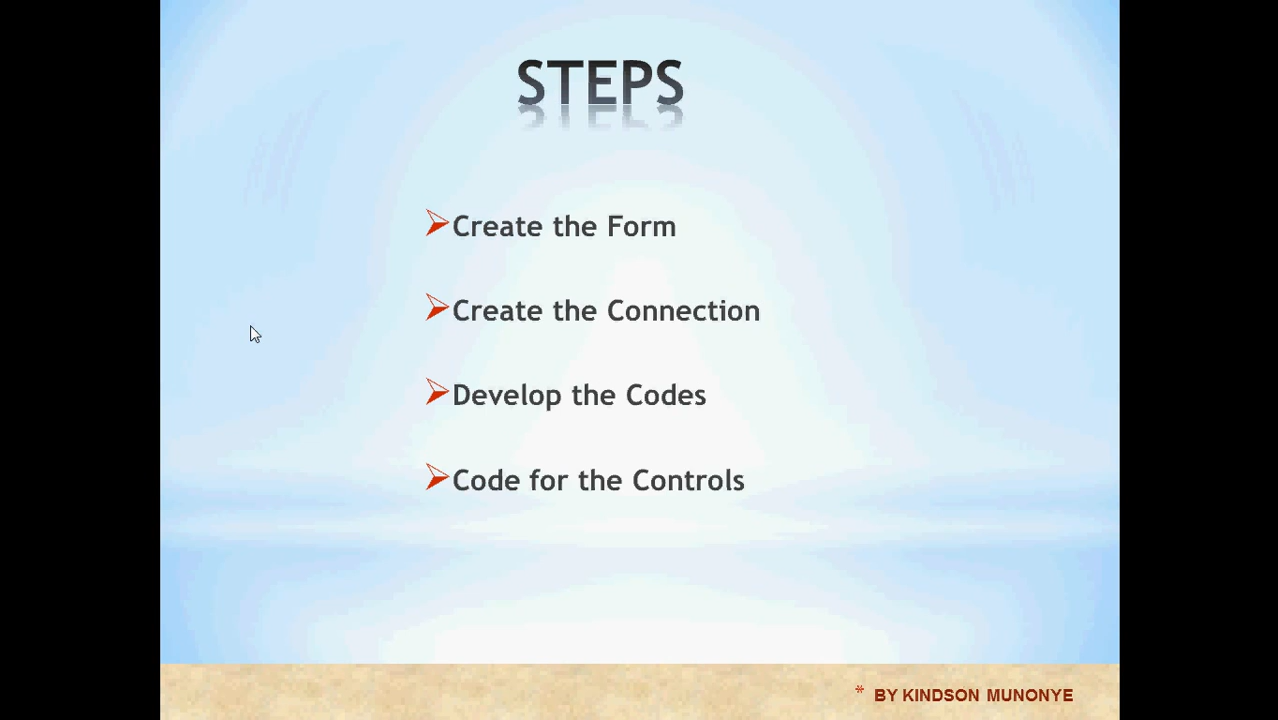 STEPS
Create the Form
Create the Connection
Develop the Codes
Code for the Controls
* BY KINDSON MUNONYE